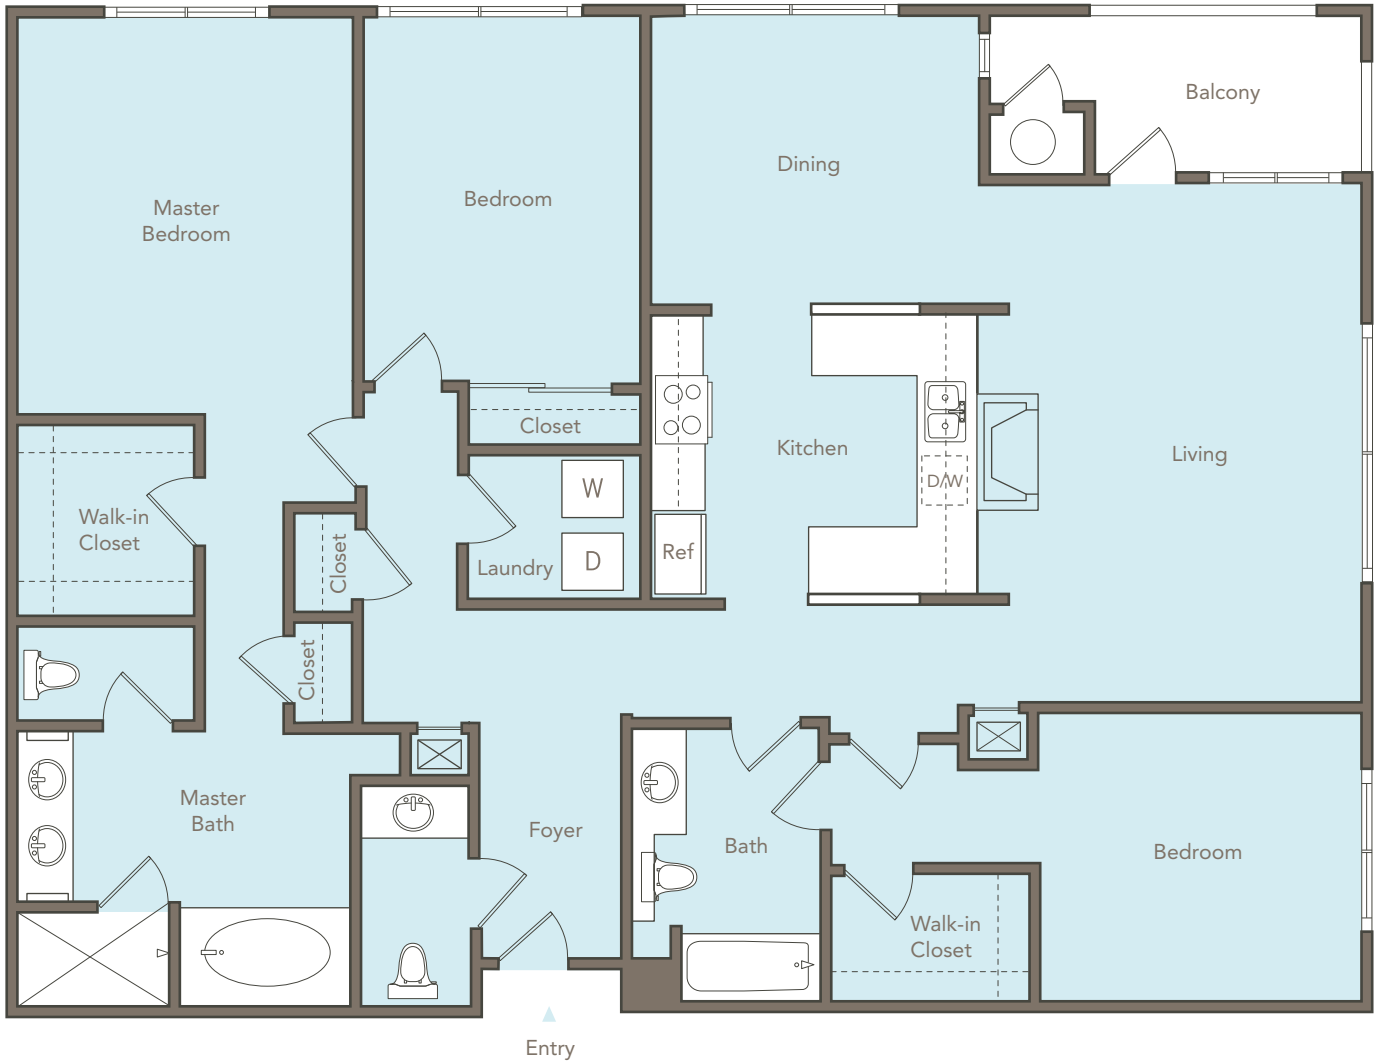 Balcony
Dining
Master
Bedroom
Bedroom
Closet
Kitchen
Living
D/W
W
Walk-in
Closet
Closet
Laundry
D
Ref
Closet
Master
Bath
Foyer
Bath
Bedroom
Walk-in
Closet
Entry